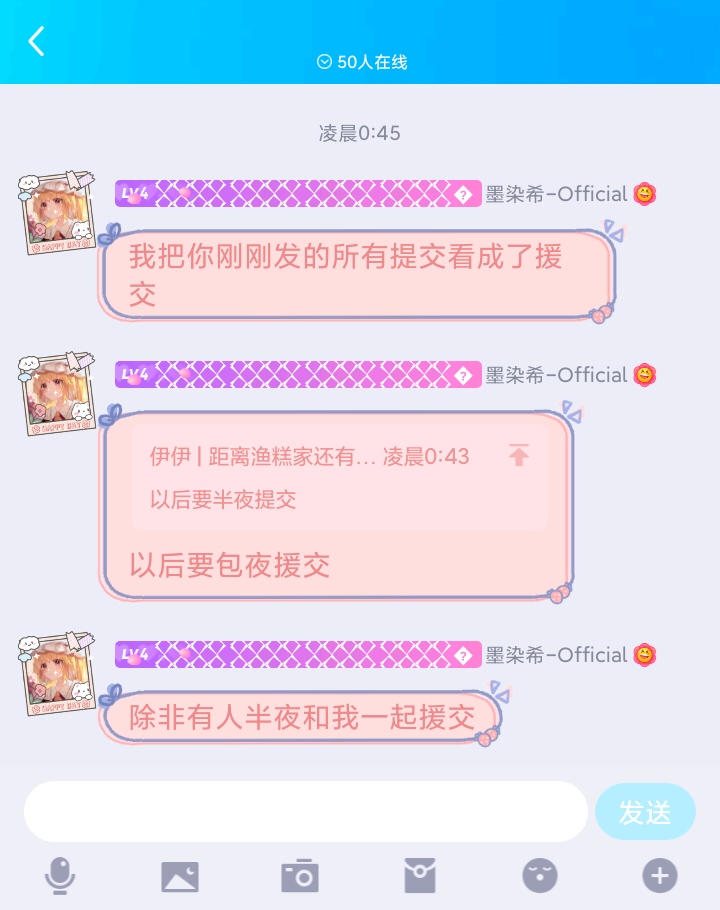 50人在线
凌晨0:45
LV4
墨染希-Official
我把你刚刚发的所有提交看成了援
交
LV4
墨染希-Official
伊伊 | 距离渔糕家还有… 凌晨0:43
以后要半夜提交
以后要包夜援交
LV4
墨染希-Official
除非有人半夜和我一起援交
发送